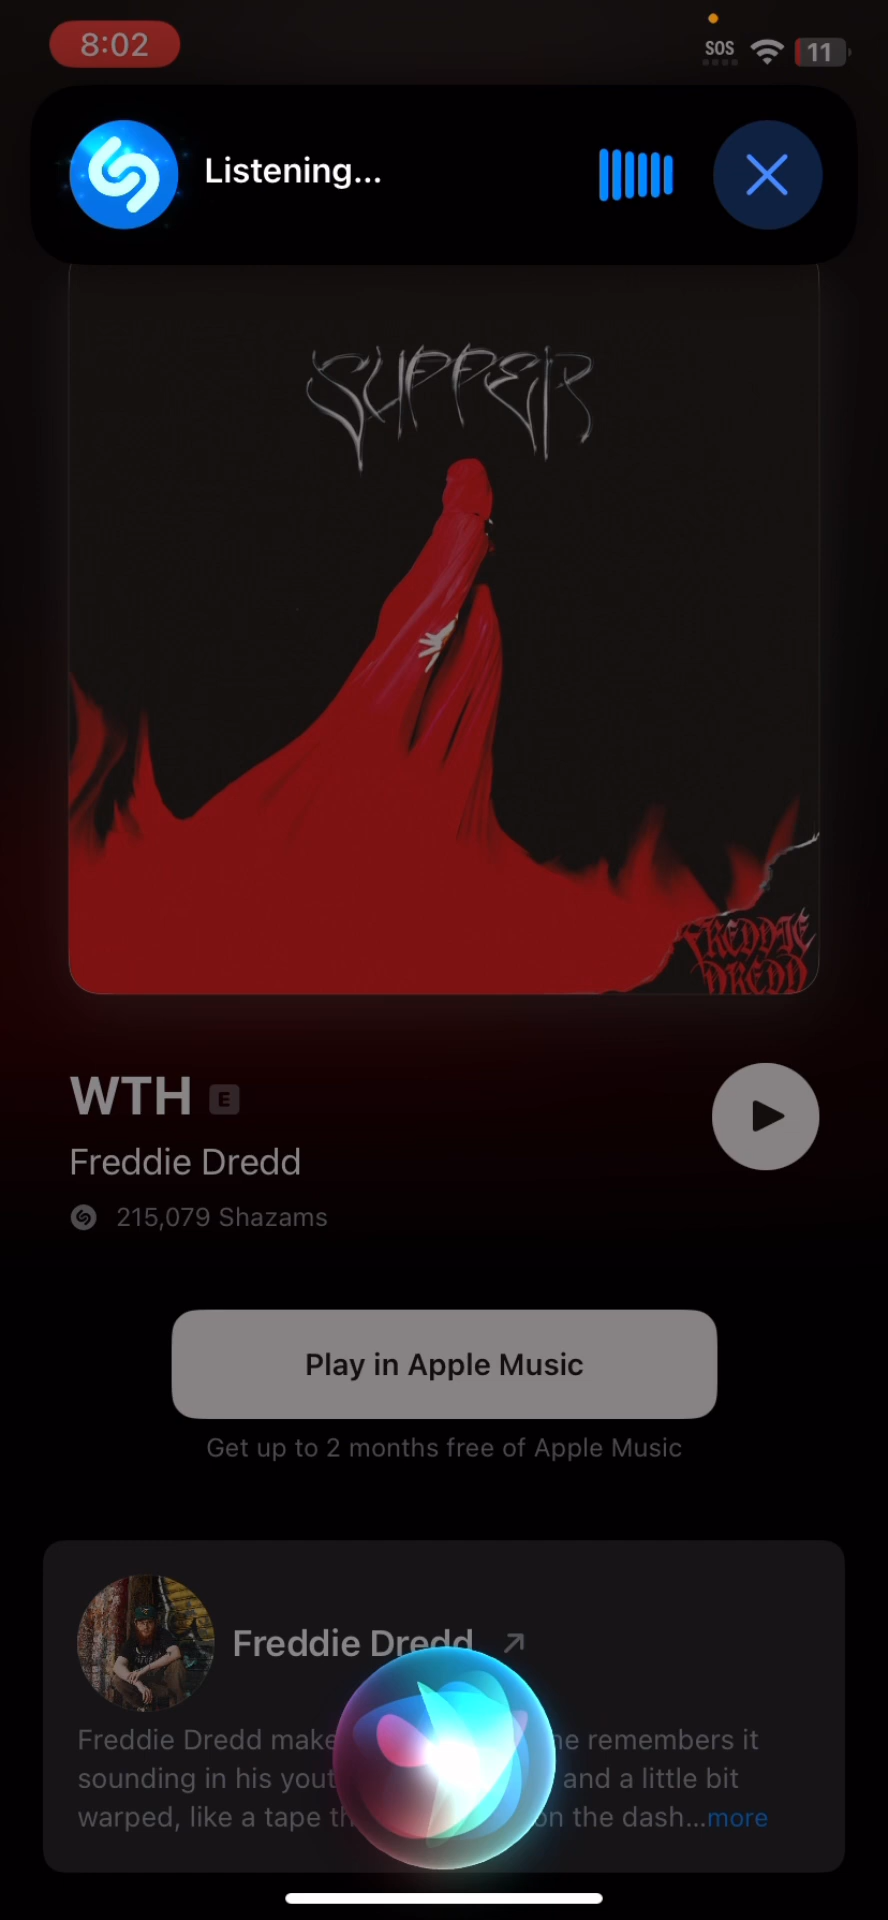 8:02
SOS
11
Listening...
SUPPER
FREDDIE
DREDD
WTH E
Freddie Dredd
215,079 Shazams
Play in Apple Music
Get up to 2 months free of Apple Music
Freddie Dredd
Freddie Dredd make he remembers it
sounding in his yout and a little bit
warped, like a tape th on the dash...more